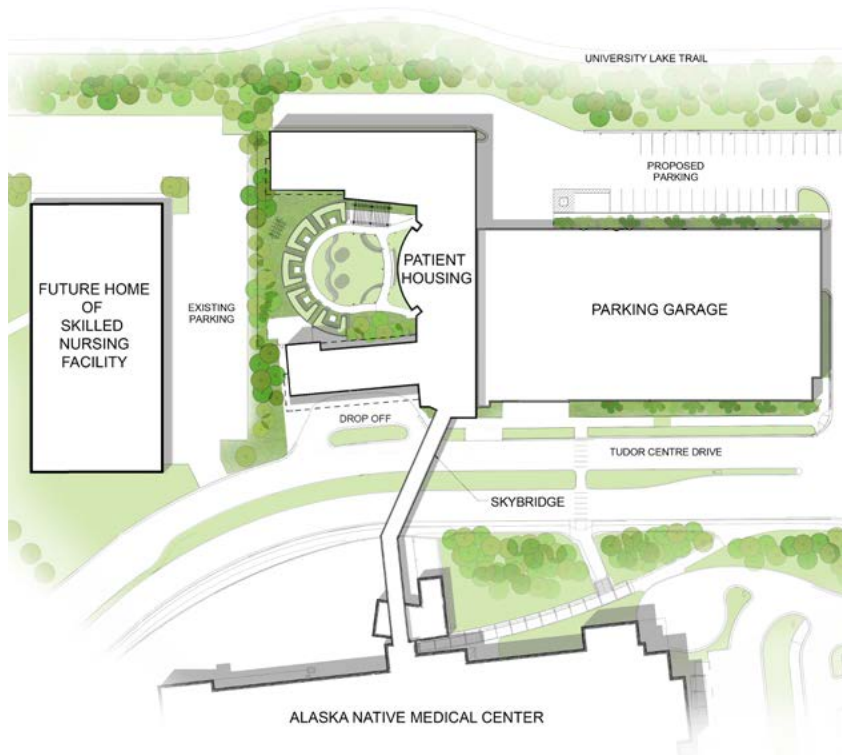 UNIVERSITY LAKE TRAIL
PROPOSED
PARKING
PATIENT
HOUSING
FUTURE HOME
OF
SKILLED
NURSING
FACILITY
EXISTING
PARKING
PARKING GARAGE
DROP OFF
TUDOR CENTRE DRIVE
SKYBRIDGE
ALASKA NATIVE MEDICAL CENTER